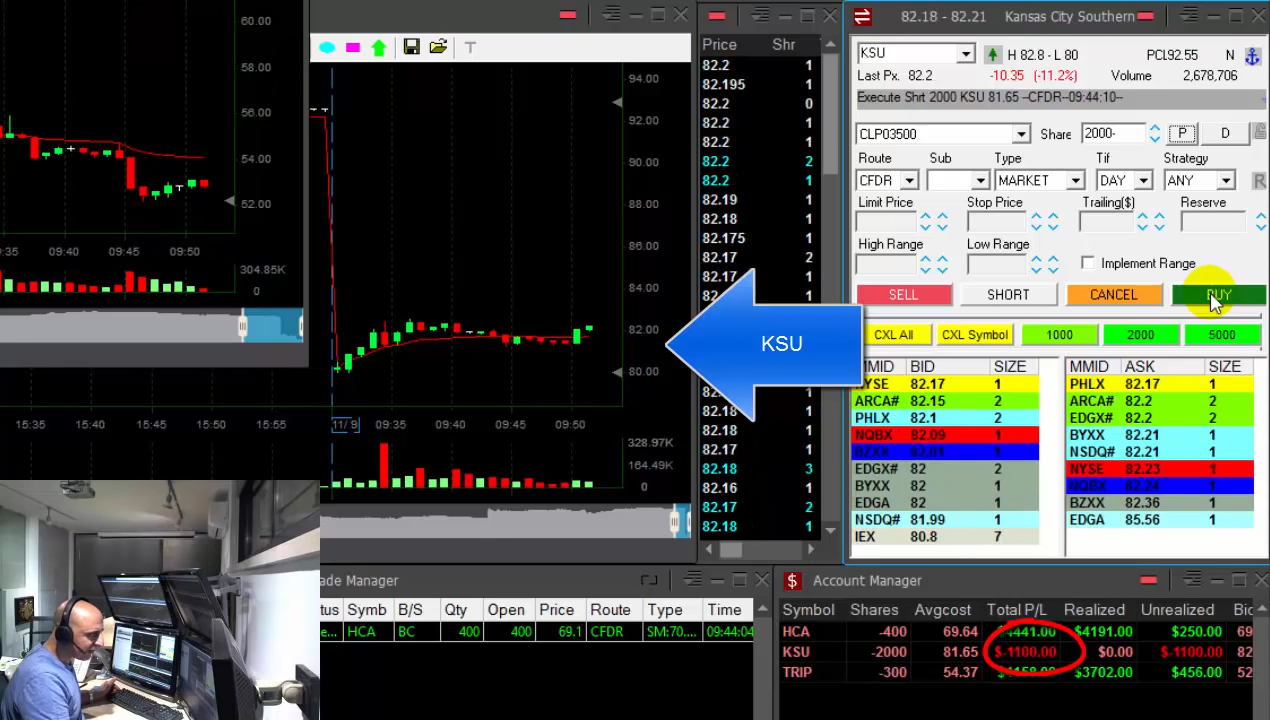 60.00
58.00
56.00
54.00
52.00
:35 09:40 09:45 09:50
304.85K
0
15:35 15:40 15:45 15:50 15:55
T
94.00
92.00
90.00
88.00
86.00
84.00
82.00
80.00
11/ 9 09:35 09:40 09:45 09:50
328.97K
164.49K
0
KSU
Price Shr
82.2 1
82.195 1
82.2 0
82.2 1
82.2 1
82.2 2
82.2 1
82.19 1
82.18 1
82.175 1
82.17 2
82.17 1
82.18 1
82.18 1
82.17 1
82.18 3
82.16 1
82.17 2
82.18 1
82.18 - 82.21 Kansas City Southern
KSU H 82.8 - L 80 PCL92.55 N
Last Px. 82.2 -10.35 (-11.2%) Volume 2,678,706
Execute Shrt 2000 KSU 81.65 --CFDR--09:44:10--
CLP03500 Share 2000- P D
Route Sub Type Tif Strategy
CFDR MARKET DAY ANY R
Limit Price Stop Price Trailing($) Reserve
High Range Low Range
Implement Range
SELL SHORT CANCEL BUY
CXL All CXL Symbol 1000 2000 5000
MMID BID SIZE
NYSE 82.17 1
ARCA# 82.15 2
PHLX 82.1 2
NQBX 82.09 1
BZXX 82.01 1
EDGX# 82 2
BYXX 82 1
EDGA 82 1
NSDQ# 81.99 1
IEX 80.8 7
MMID ASK SIZE
PHLX 82.17 1
ARCA# 82.2 2
EDGX# 82.2 2
BYXX 82.21 1
NSDQ# 82.21 1
NYSE 82.23 1
NQBX 82.24 1
BZXX 82.36 1
EDGA 85.56 1
ade Manager
tus Symb B/S Qty Open Price Route Type Time
e... HCA BC 400 400 69.1 CFDR SM:70.... 09:44:04
$ Account Manager
Symbol Shares Avgcost Total P/L Realized Unrealized Bid
HCA -400 69.64 $4191.00 $250.00 69
KSU -2000 81.65 $-1100.00 $0.00 $-1100.00 82
TRIP -300 54.37 $4158.00 $3702.00 $456.00 52